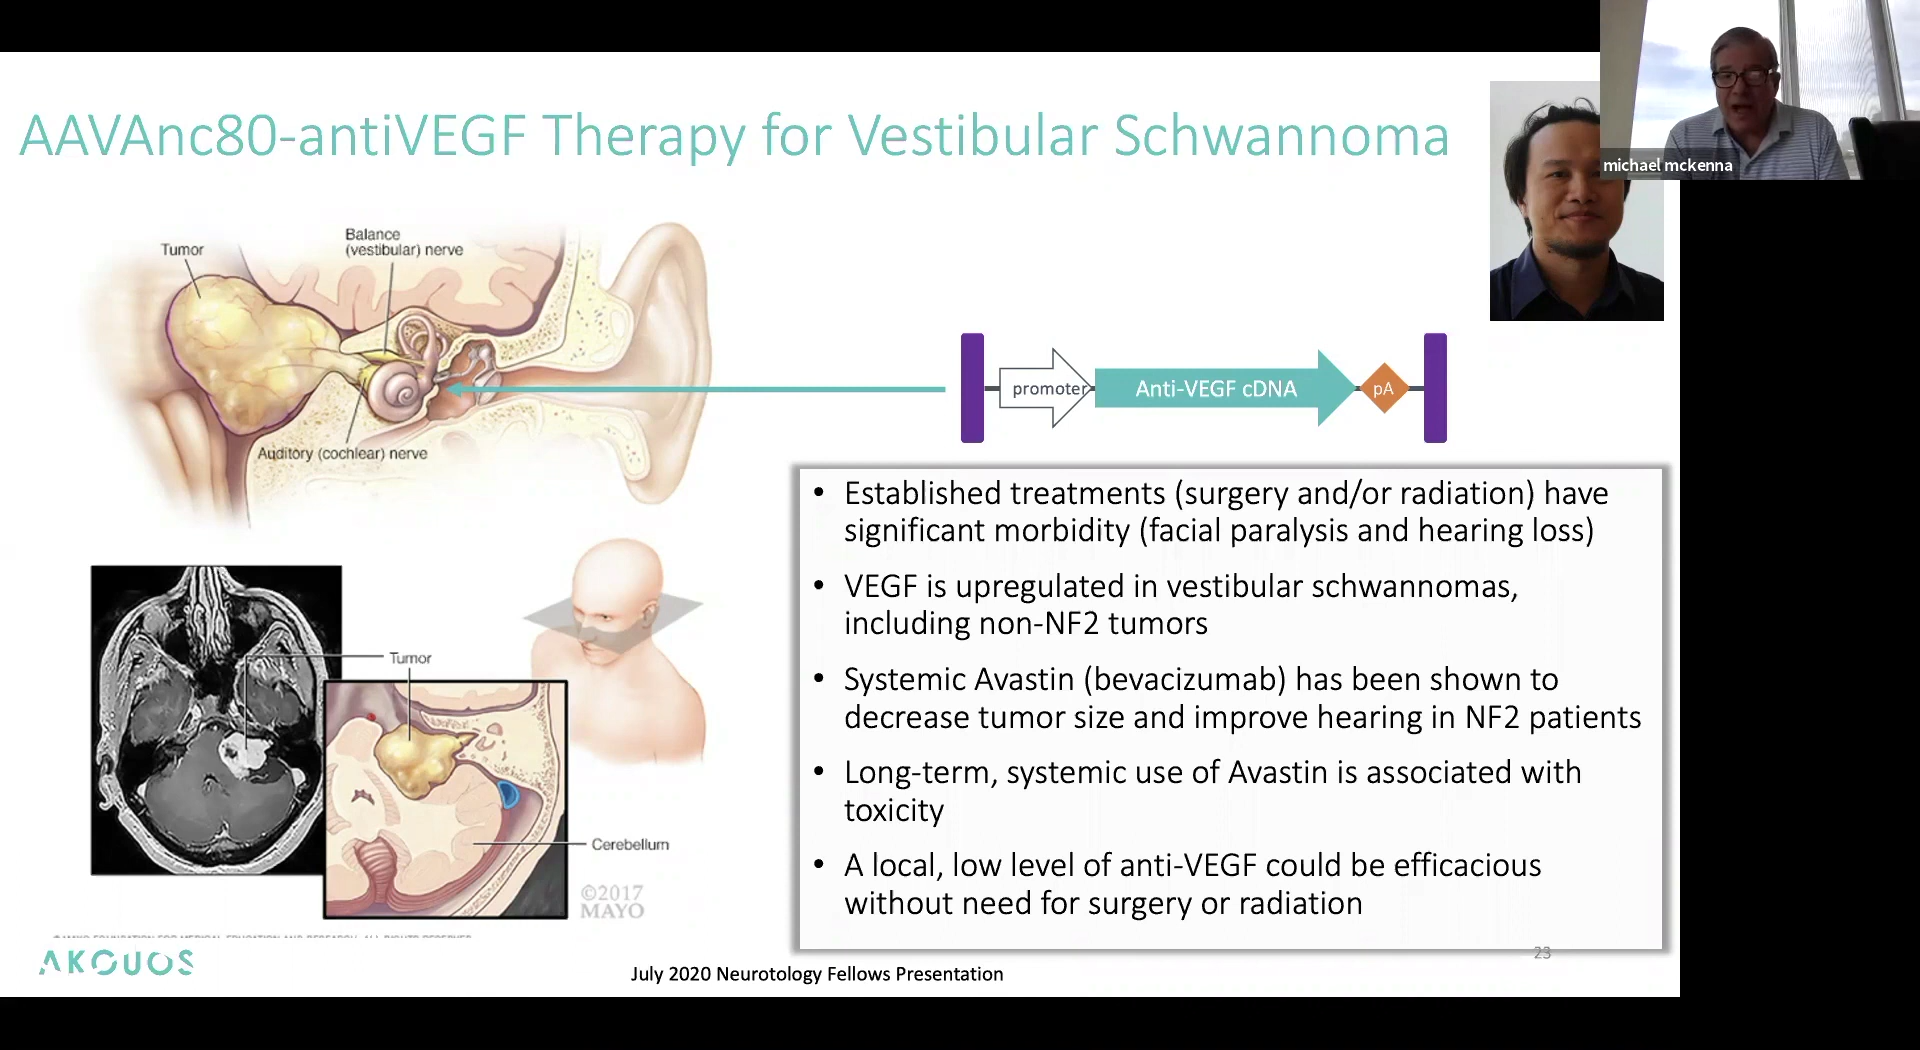 AAVAnc80-antiVEGF Therapy for Vestibular Schwannoma
michael mckenna
Tumor
Balance
(vestibular) nerve
Auditory (cochlear) nerve
promoter
Anti-VEGF cDNA
pA
• Established treatments (surgery and/or radiation) have
significant morbidity (facial paralysis and hearing loss)
• VEGF is upregulated in vestibular schwannomas,
including non-NF2 tumors
• Systemic Avastin (bevacizumab) has been shown to
decrease tumor size and improve hearing in NF2 patients
• Long-term, systemic use of Avastin is associated with
toxicity
• A local, low level of anti-VEGF could be efficacious
without need for surgery or radiation
Tumor
Cerebellum
©2017
MAYO
AKOUOS
July 2020 Neurotology Fellows Presentation
23